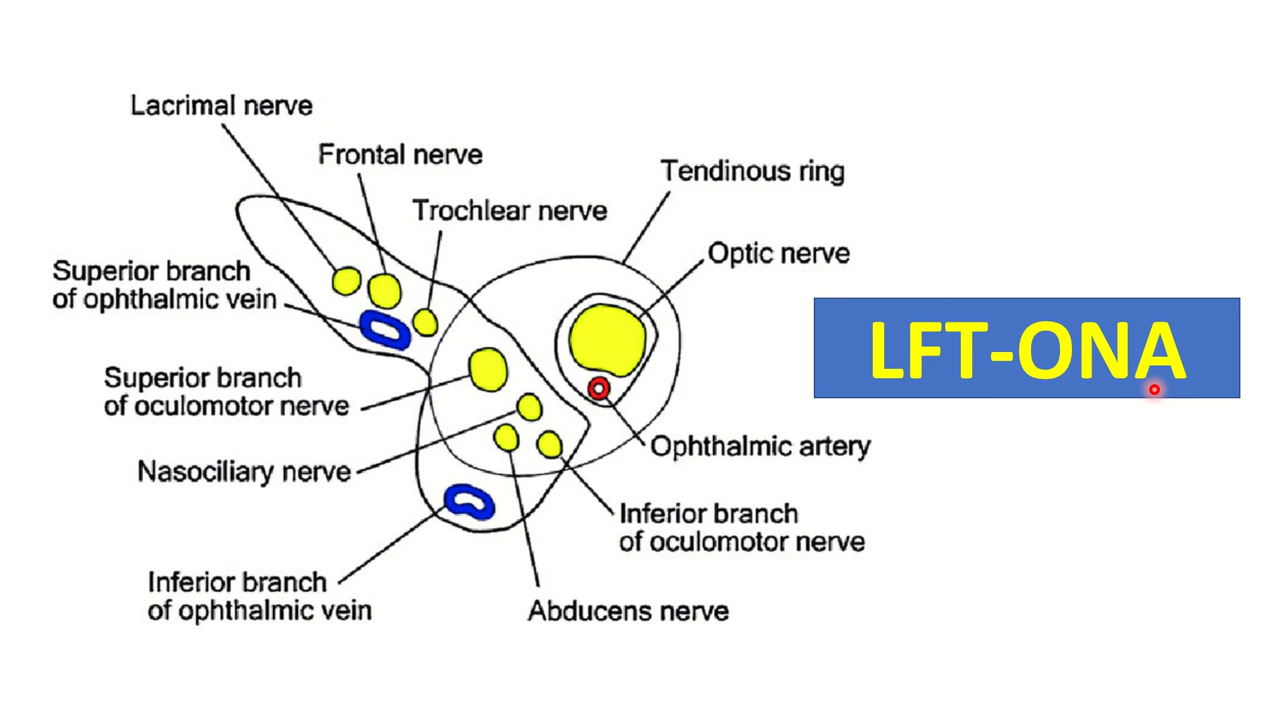 Lacrimal nerve
Frontal nerve
Tendinous ring
Trochlear nerve
Optic nerve
Superior branch
of ophthalmic vein
LFT-ONA
Superior branch
of oculomotor nerve
Ophthalmic artery
Nasociliary nerve
Inferior branch
of oculomotor nerve
Inferior branch
of ophthalmic vein
Abducens nerve